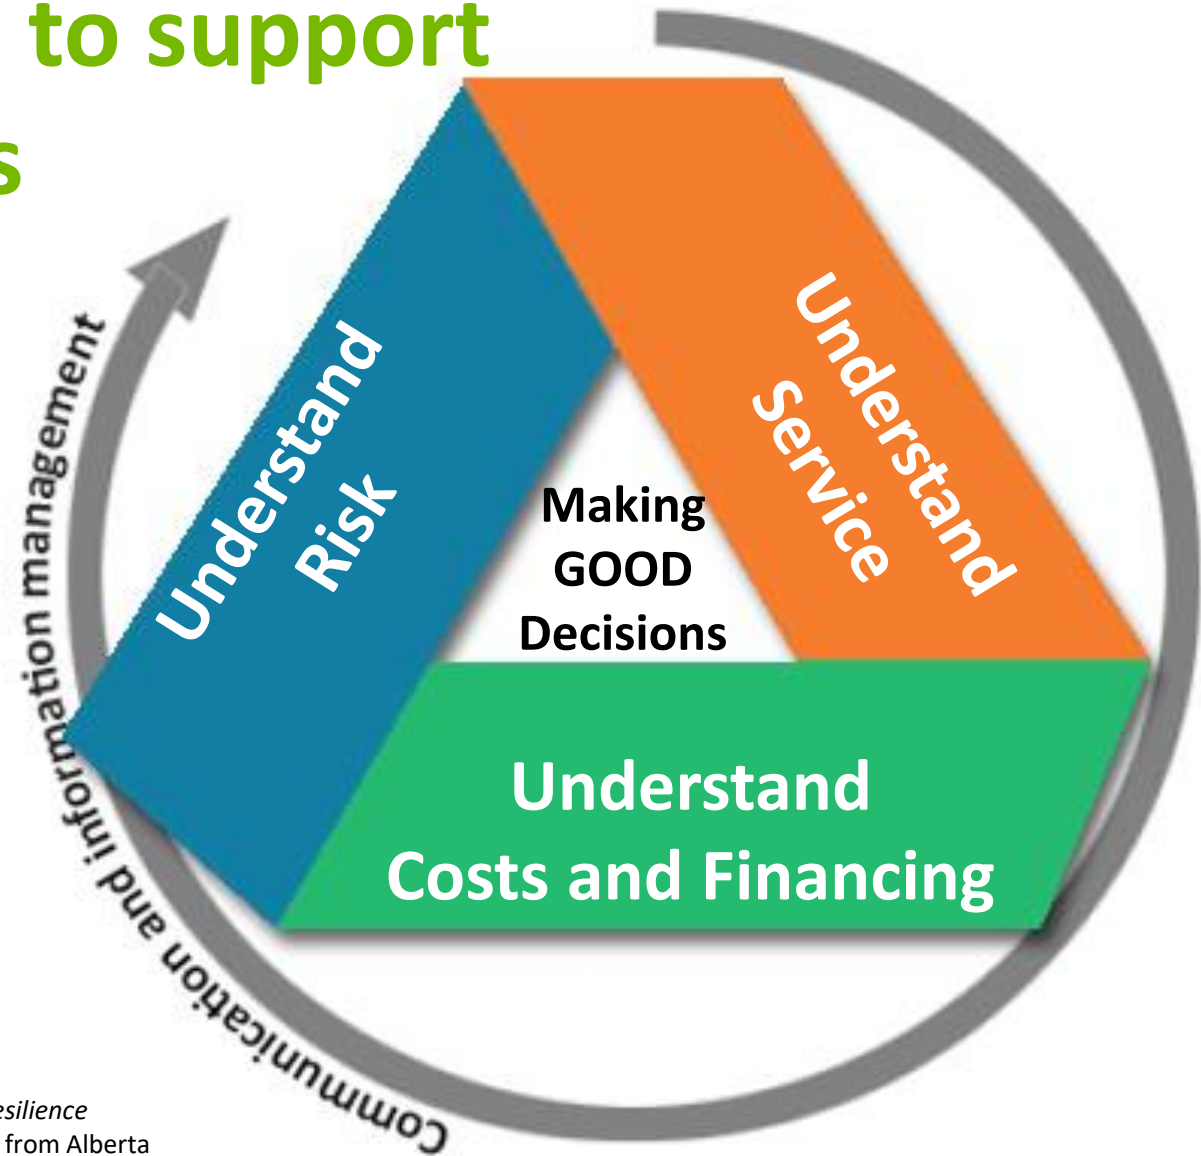 to support
s
Understand
Risk
Understand
Service
Making
GOOD
Decisions
Understand
Costs and Financing
Communication and information management
esilience
from Alberta